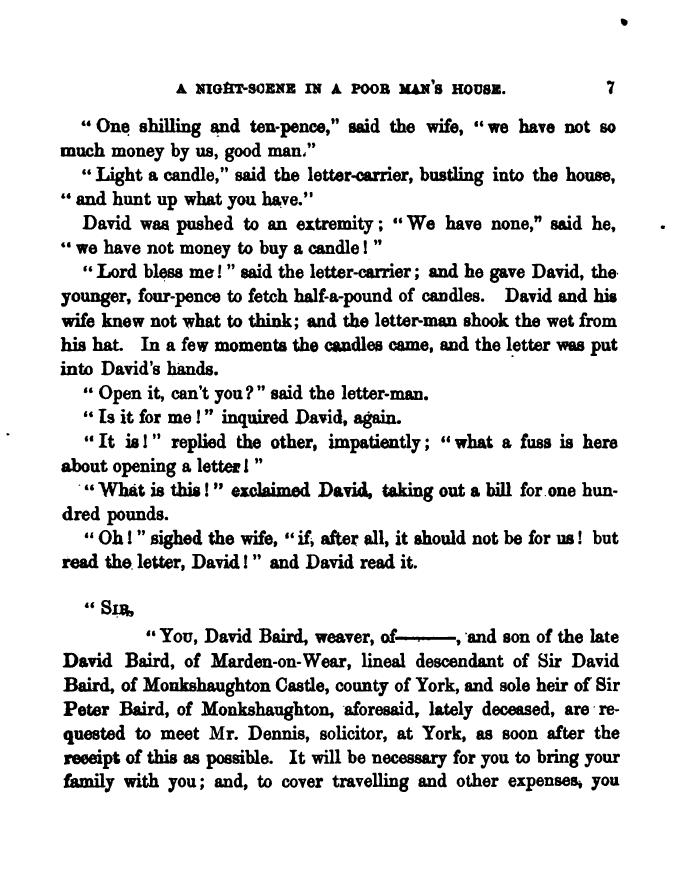 A NIGHT-SCENE IN A POOR MAN'S HOUSE. 7
“ One shilling and ten-pence,” said the wife, “ we have not so
much money by us, good man.”
“ Light a candle,” said the letter-carrier, bustling into the house,
“ and hunt up what you have.”
David was pushed to an extremity ; “ We have none,” said he,
“ we have not money to buy a candle ! ”
“ Lord bless me ! ” said the letter-carrier ; and he gave David, the
younger, four-pence to fetch half-a-pound of candles. David and his
wife knew not what to think ; and the letter-man shook the wet from
his hat. In a few moments the candles came, and the letter was put
into David's hands.
“ Open it, can't you ? ” said the letter-man.
“ Is it for me ! ” inquired David, again.
“ It is ! ” replied the other, impatiently ; “ what a fuss is here
about opening a letter ! ”
“ What is this ! ” exclaimed David, taking out a bill for one hun-
dred pounds.
“ Oh ! ” sighed the wife, “ if, after all, it should not be for us ! but
read the letter, David ! ” and David read it.
“ SIR,
“ You, David Baird, weaver, of———, and son of the late
David Baird, of Marden-on-Wear, lineal descendant of Sir David
Baird, of Monkshaughton Castle, county of York, and sole heir of Sir
Peter Baird, of Monkshaughton, aforesaid, lately deceased, are re-
quested to meet Mr. Dennis, solicitor, at York, as soon after the
receipt of this as possible. It will be necessary for you to bring your
family with you ; and, to cover travelling and other expenses, you